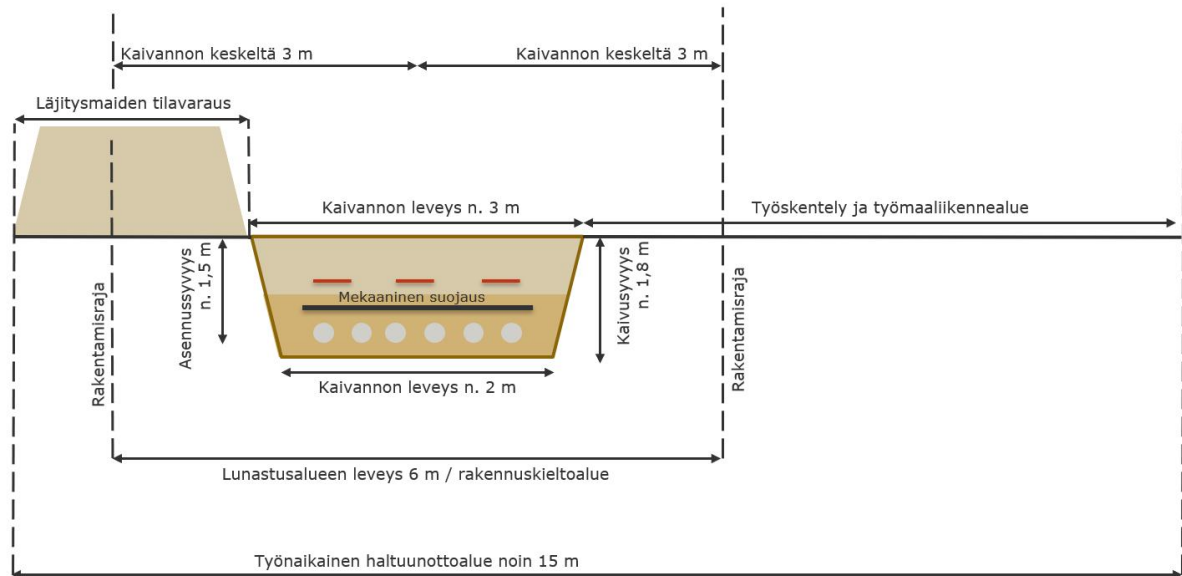 Kaivannon keskeltä 3 m
Kaivannon keskeltä 3 m
Läjitysmaiden tilavaraus
Kaivannon leveys n. 3 m
Työskentely ja työmaaliikennealue
Rakentamisraja
Asennussyvyys
n. 1,5 m
Mekaaninen suojaus
Kaivusyvyys
n. 1,8 m
Rakentamisraja
Kaivannon leveys n. 2 m
Lunastusalueen leveys 6 m / rakennuskieltoalue
Työnaikainen haltuunottoalue noin 15 m